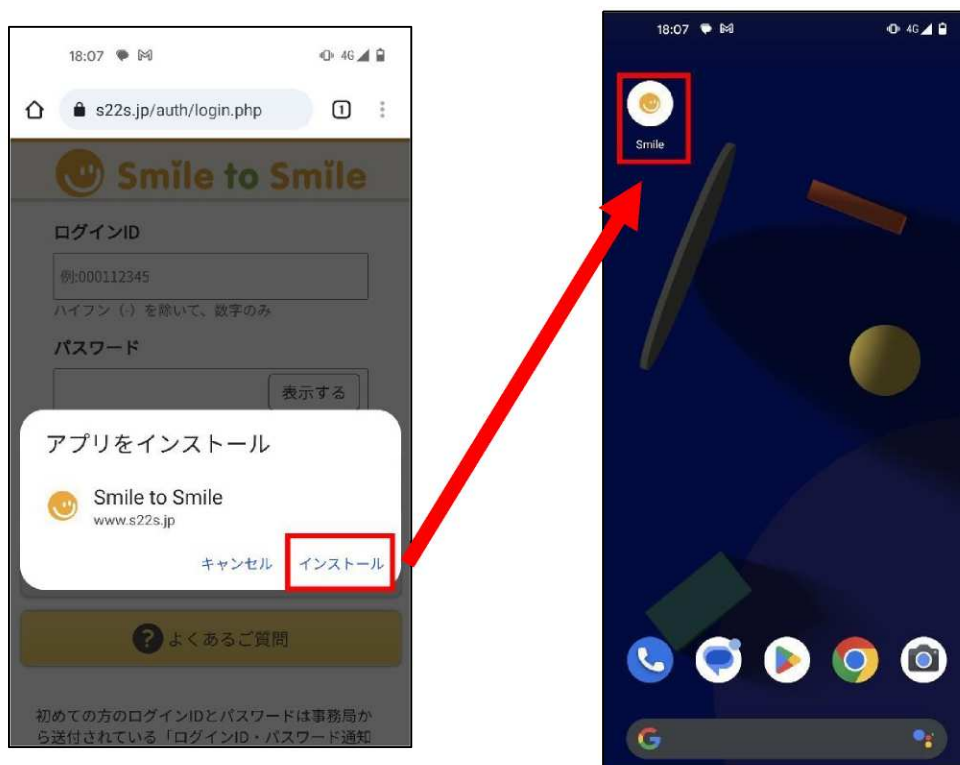 18:07
4G
s22s.jp/auth/login.php
1
Smile to Smile
ログインID
例:000112345
ハイフン（-）を除いて、数字のみ
パスワード
表示する
アプリをインストール
Smile to Smile
www.s22s.jp
キャンセル
インストール
? よくあるご質問
初めての方のログインIDとパスワードは事務局か
ら送付されている「ログインID・パスワード通知
18:07
4G
Smile
G